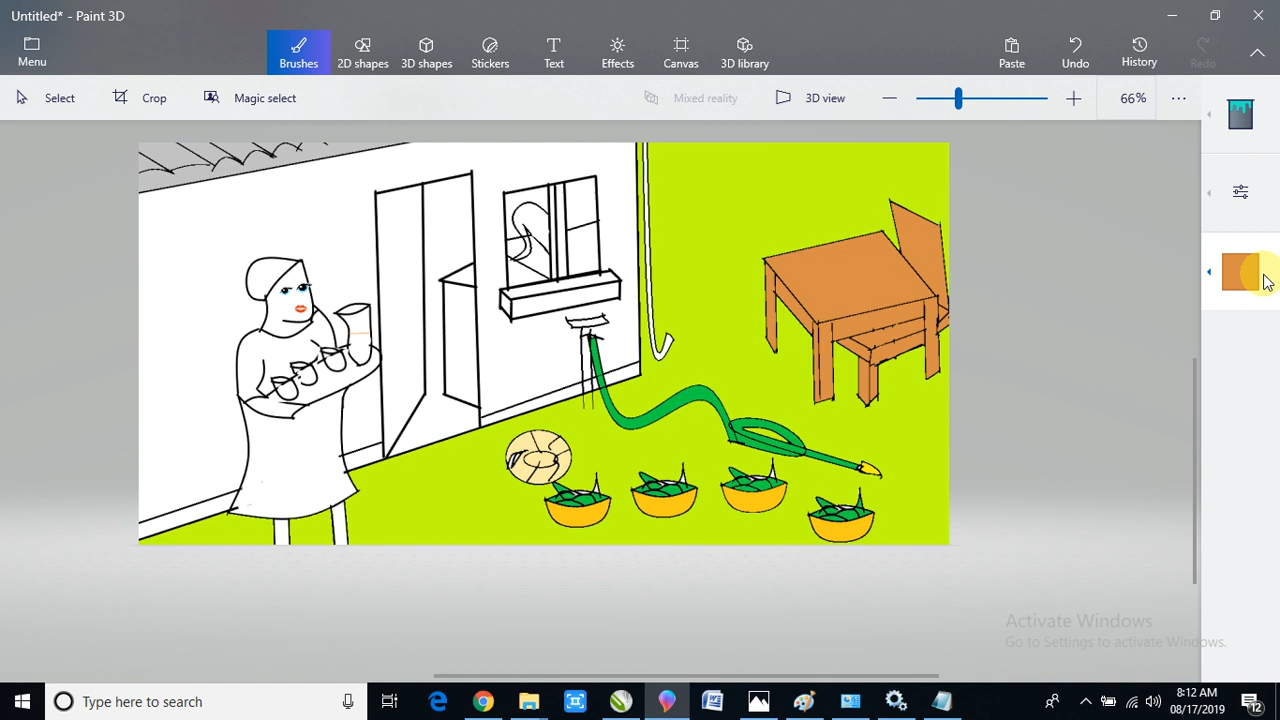 Untitled* - Paint 3D
Menu
Brushes
2D shapes
3D shapes
Stickers
Text
Effects
Canvas
3D library
Paste
Undo
History
Redo
Select
Crop
Magic select
Mixed reality
3D view
66%
Activate Windows
Go to Settings to activate Windows.
Type here to search
8:12 AM
08/17/2019
12